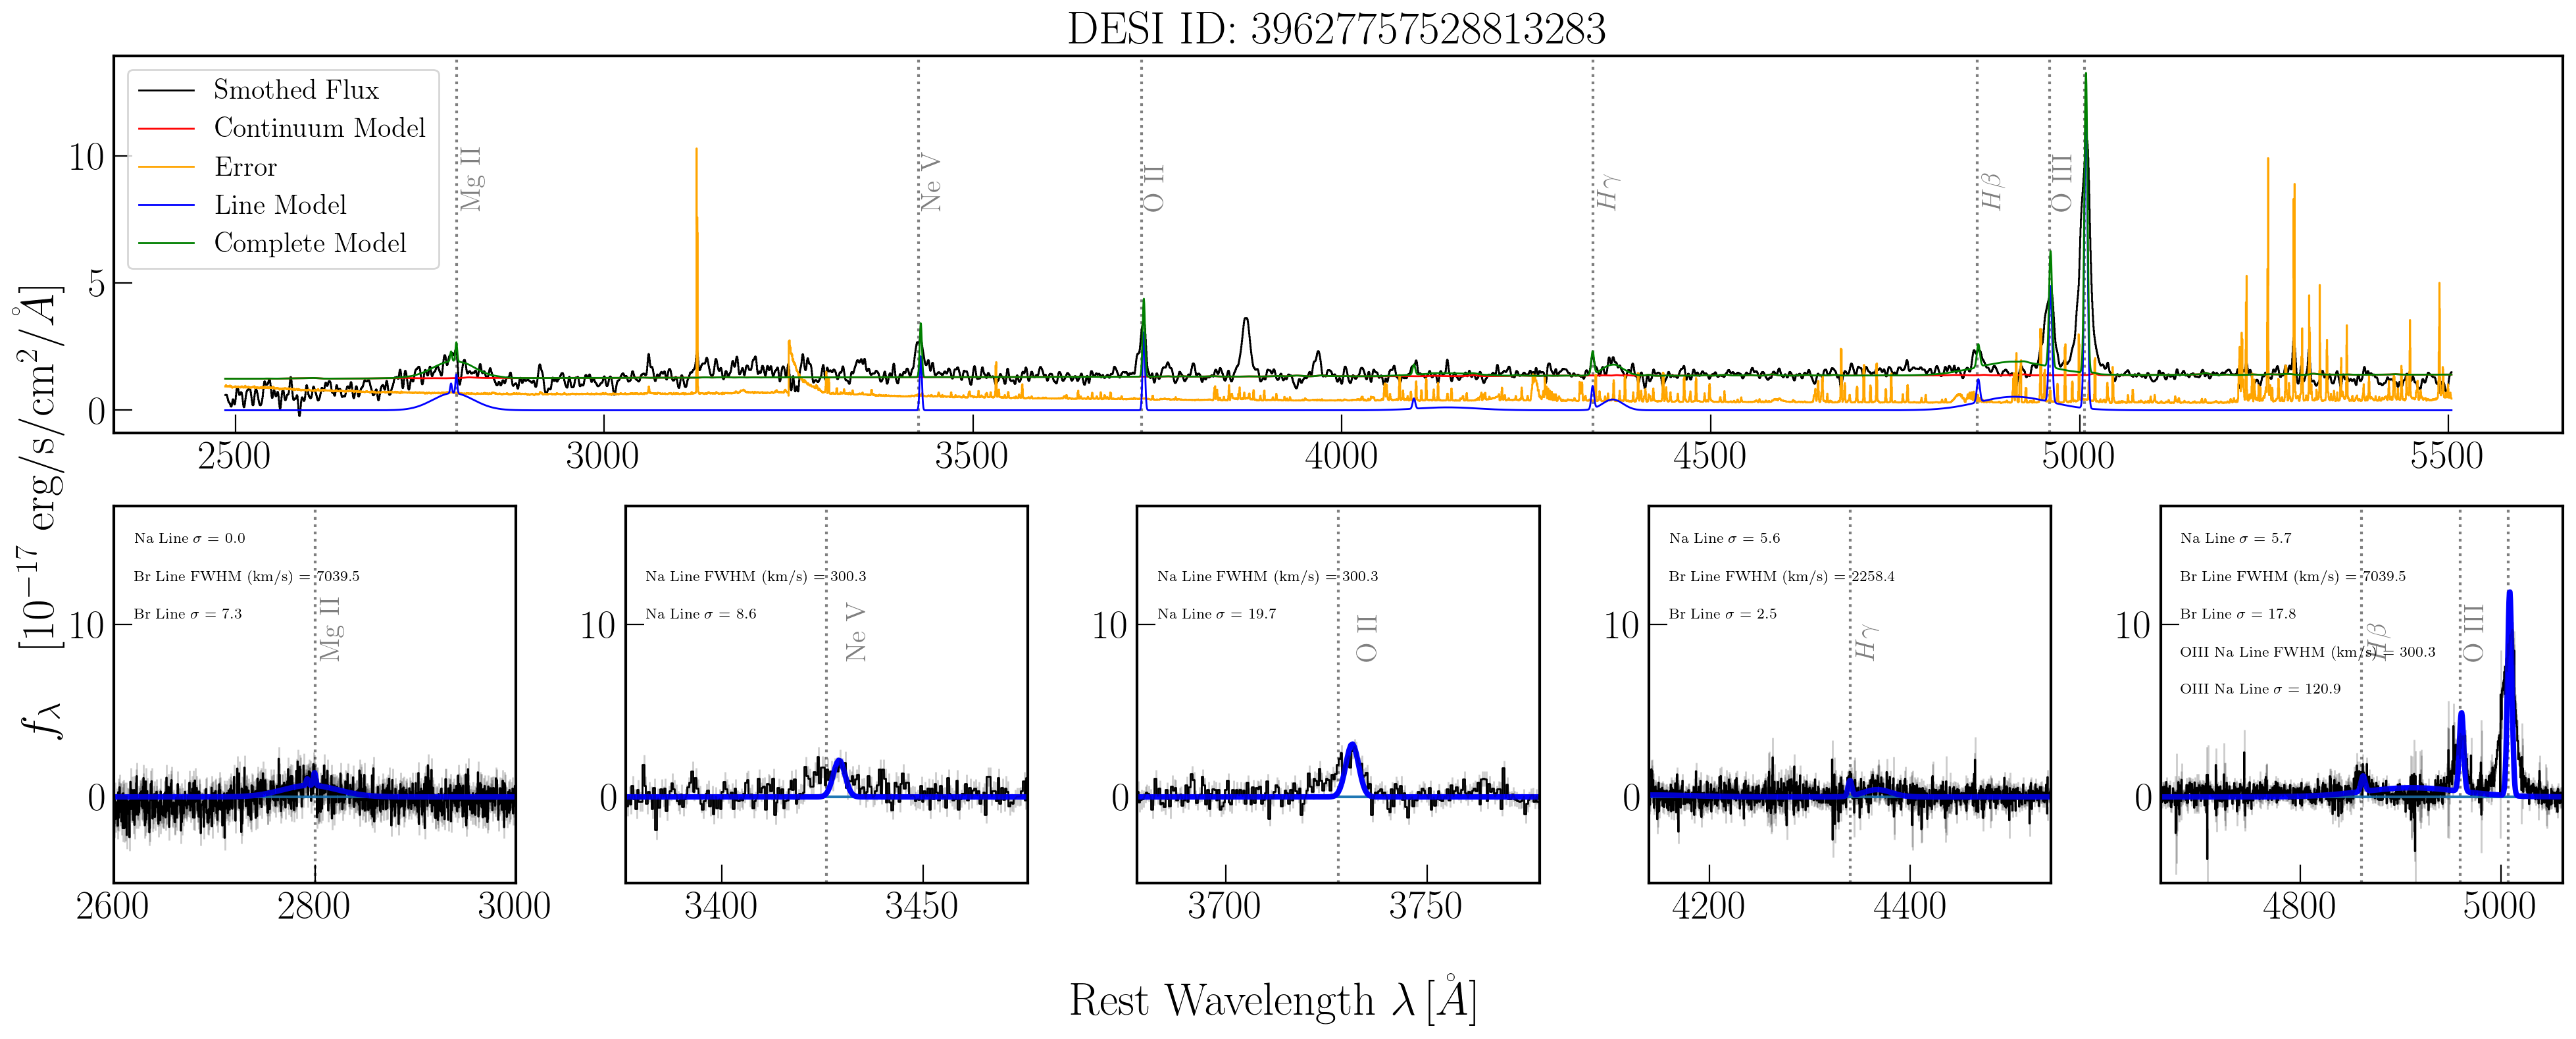 DESI ID: 39627757528813283
Smothed Flux
Continuum Model
Error
Line Model
Complete Model
Mg II
Ne V
O II
Hγ
Hβ
O III
10
5
0
2500 3000 3500 4000 4500 5000 5500
fλ [10⁻¹⁷ erg/s/cm²/Å]
Na Line σ = 0.0
Br Line FWHM (km/s) = 7039.5
Br Line σ = 7.3
Mg II
10
0
2600 2800 3000
Na Line FWHM (km/s) = 300.3
Na Line σ = 8.6
Ne V
10
0
3400 3450
Na Line FWHM (km/s) = 300.3
Na Line σ = 19.7
O II
10
0
3700 3750
Na Line σ = 5.6
Br Line FWHM (km/s) = 2258.4
Br Line σ = 2.5
Hγ
10
0
4200 4400
Na Line σ = 5.7
Br Line FWHM (km/s) = 7039.5
Br Line σ = 17.8
OIII Na Line FWHM (km/s) = 300.3
OIII Na Line σ = 120.9
Hβ
O III
10
0
4800 5000
Rest Wavelength λ [Å]